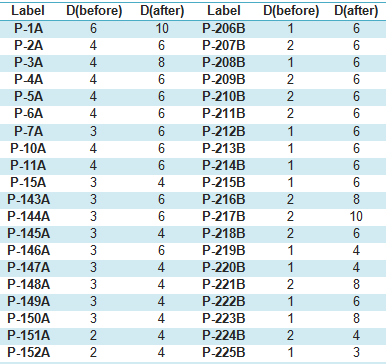 Label D(before) D(after) Label D(before) D(after)
P-1A 6 10 P-206B 1 6
P-2A 4 6 P-207B 2 6
P-3A 4 8 P-208B 1 6
P-4A 4 6 P-209B 2 6
P-5A 4 6 P-210B 2 6
P-6A 4 6 P-211B 2 6
P-7A 3 6 P-212B 1 6
P-10A 4 6 P-213B 1 6
P-11A 4 6 P-214B 1 6
P-15A 3 4 P-215B 1 6
P-143A 3 6 P-216B 2 8
P-144A 3 6 P-217B 2 10
P-145A 3 4 P-218B 2 6
P-146A 3 6 P-219B 1 4
P-147A 3 4 P-220B 1 4
P-148A 3 4 P-221B 2 8
P-149A 3 4 P-222B 1 6
P-150A 3 4 P-223B 1 8
P-151A 2 4 P-224B 2 4
P-152A 2 4 P-225B 1 3